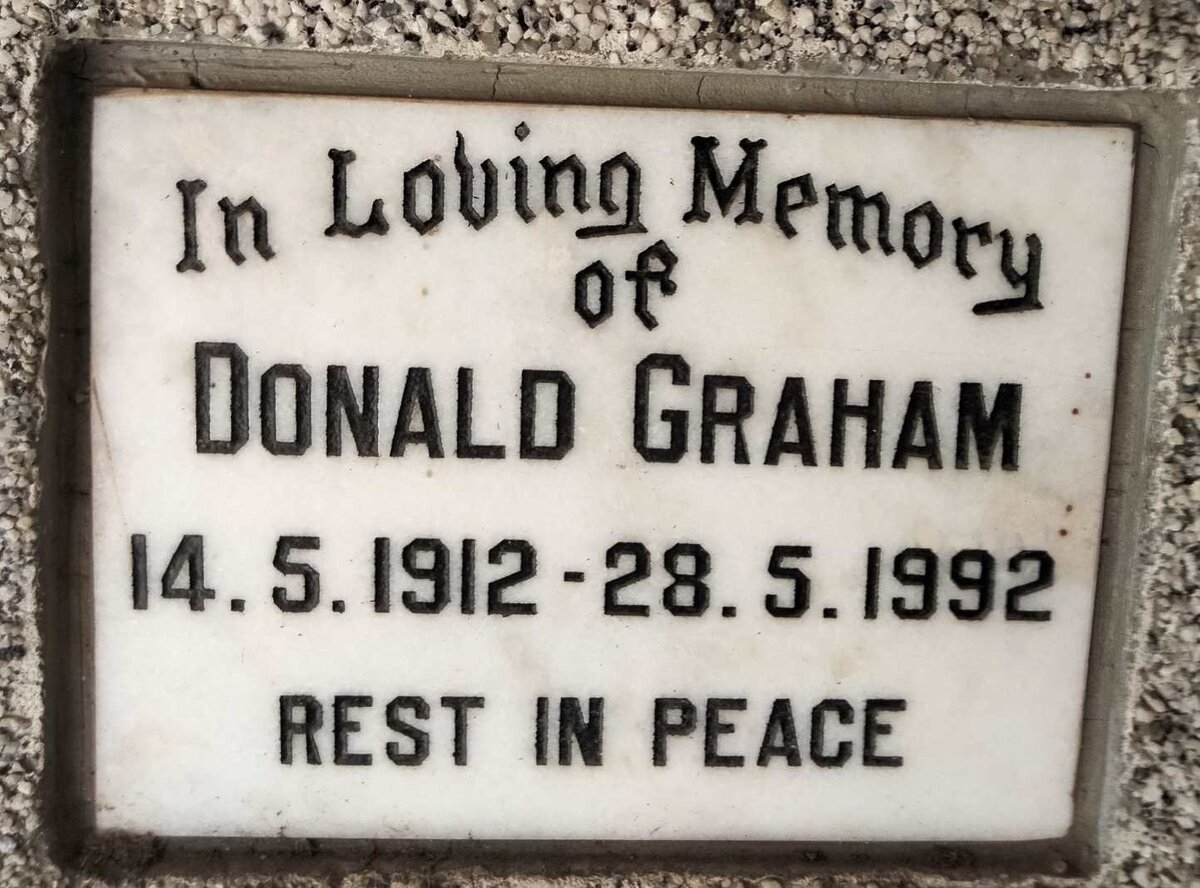 In Loving Memory
of
DONALD GRAHAM
14.5.1912-28.5.1992
REST IN PEACE